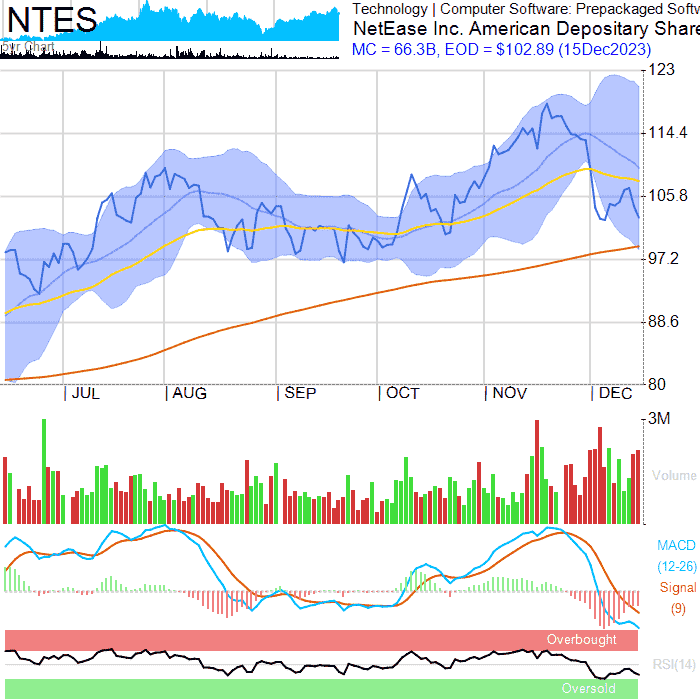 NTES
5yr Chart
Technology | Computer Software: Prepackaged Softw
NetEase Inc. American Depositary Share
MC = 66.3B, EOD = $102.89 (15Dec2023)
123
114.4
105.8
97.2
88.6
80
| JUL | AUG | SEP | OCT | NOV | DEC
3M
Volume
MACD
(12-26)
Signal
(9)
Overbought
RSI(14)
Oversold